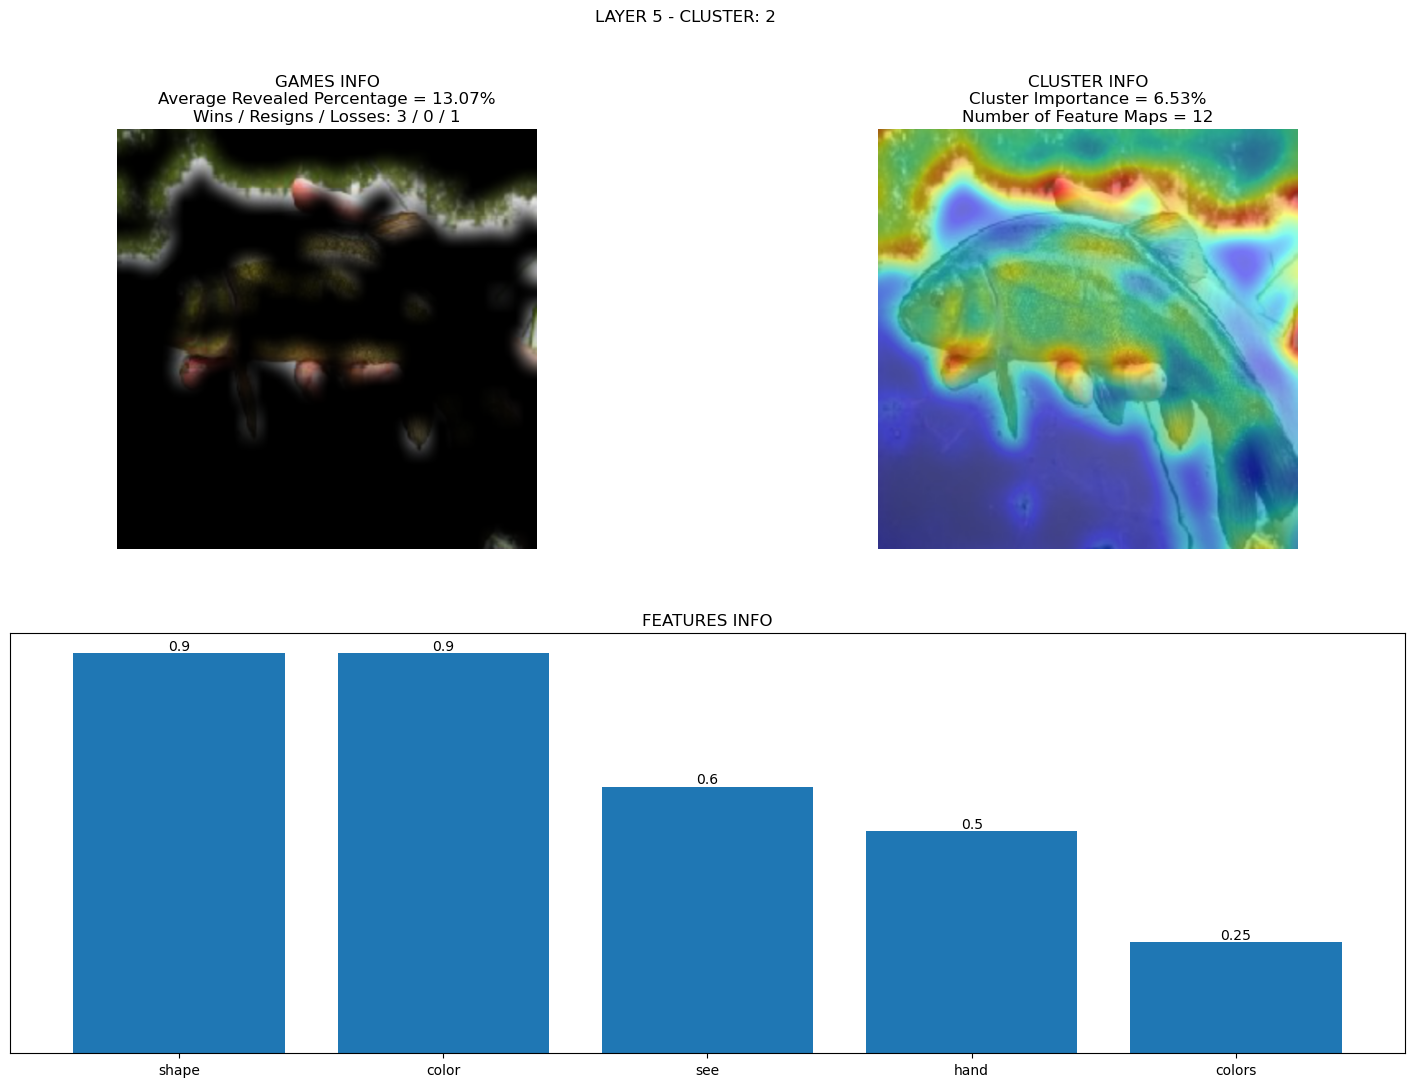 LAYER 5 - CLUSTER: 2
GAMES INFO
Average Revealed Percentage = 13.07%
Wins / Resigns / Losses: 3 / 0 / 1
CLUSTER INFO
Cluster Importance = 6.53%
Number of Feature Maps = 12
FEATURES INFO
0.9
0.9
0.6
0.5
0.25
shape
color
see
hand
colors